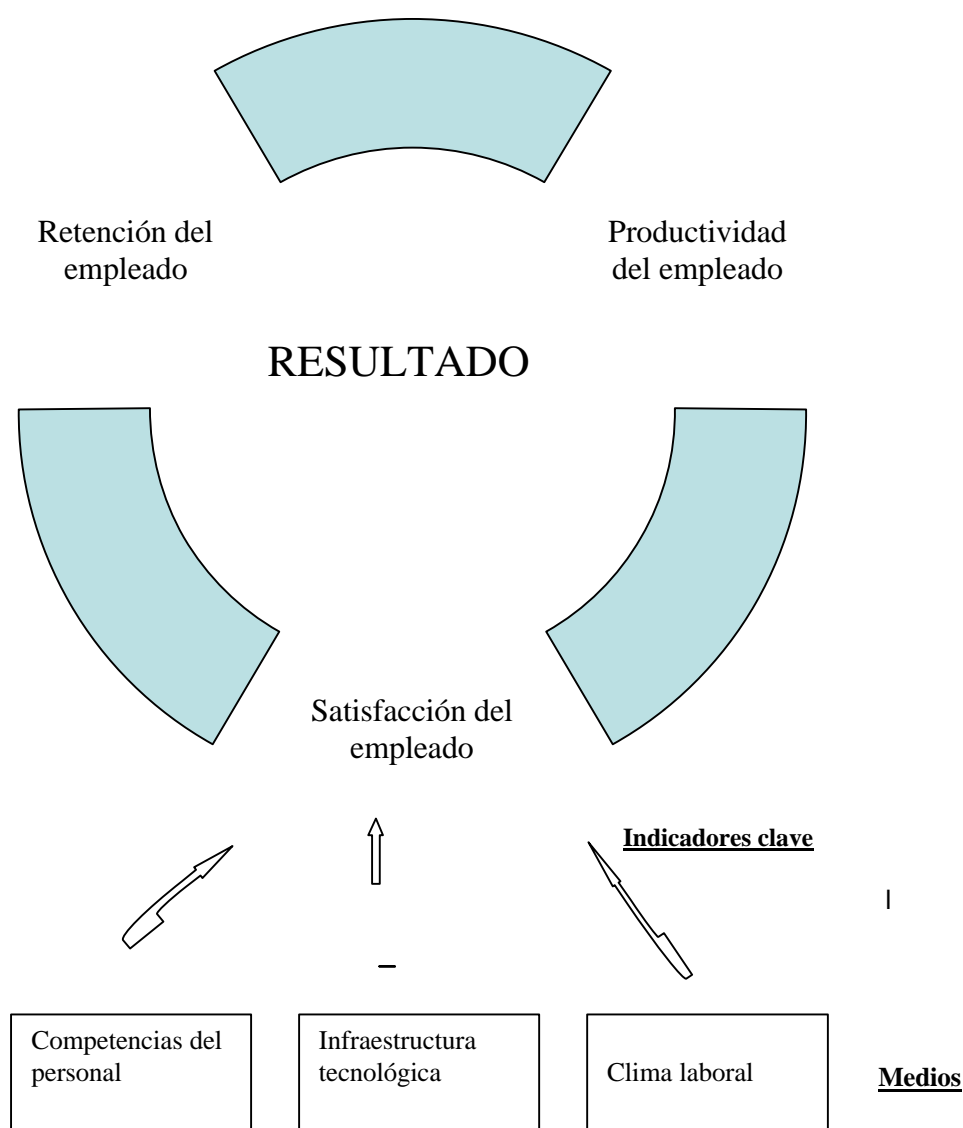 Retención del
empleado
Productividad
del empleado
RESULTADO
Satisfacción del
empleado
Indicadores clave
Competencias del
personal
Infraestructura
tecnológica
Clima laboral
Medios